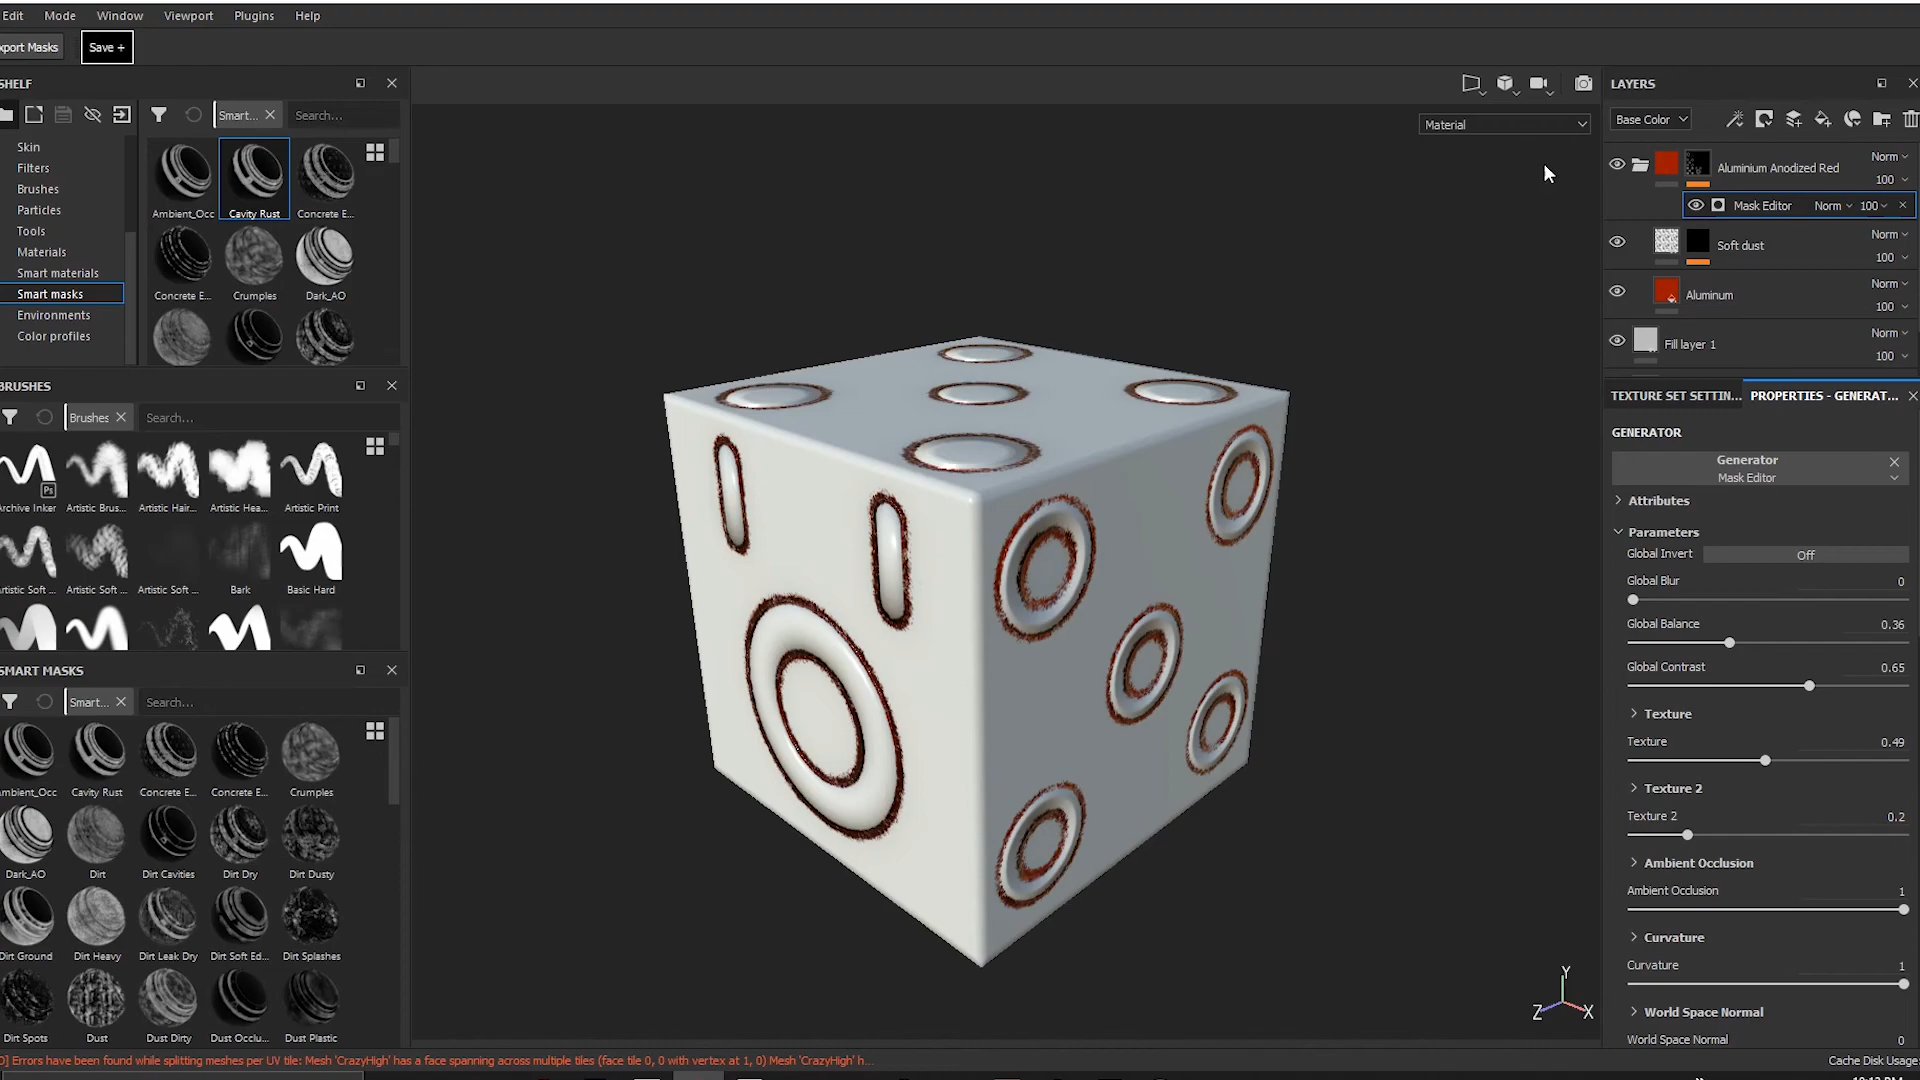 Edit Mode Window Viewport Plugins Help
xport Masks Save +
SHELF
Smart... Search...
Skin
Filters
Brushes
Particles
Tools
Materials
Smart materials
Smart masks
Environments
Color profiles
Ambient_Occ Cavity Rust Concrete E...
Concrete E... Crumples Dark_AO
BRUSHES
Brushes Search...
Ps
Archive Inker Artistic Brus... Artistic Hair... Artistic Hea... Artistic Print
Artistic Soft ... Artistic Soft ... Artistic Soft ... Bark Basic Hard
SMART MASKS
Smart... Search...
Ambient_Occ Cavity Rust Concrete E... Concrete E... Crumples
Dark_AO Dirt Dirt Cavities Dirt Dry Dirt Dusty
Dirt Ground Dirt Heavy Dirt Leak Dry Dirt Soft Ed... Dirt Splashes
Dirt Spots Dust Dust Dirty Dust Occlu... Dust Plastic
Material
Y
Z X
LAYERS
Base Color
Aluminium Anodized Red Norm
100
Mask Editor Norm 100
Soft dust Norm
100
Aluminum Norm
100
Fill layer 1 Norm
100
TEXTURE SET SETTIN... PROPERTIES - GENERAT...
GENERATOR
Generator
Mask Editor
Attributes
Parameters
Global Invert Off
Global Blur 0
Global Balance 0.36
Global Contrast 0.65
Texture
Texture 0.49
Texture 2
Texture 2 0.2
Ambient Occlusion
Ambient Occlusion 1
Curvature
Curvature 1
World Space Normal
World Space Normal 0
] Errors have been found while splitting meshes per UV tile: Mesh 'CrazyHigh' has a face spanning across multiple tiles (face tile 0, 0 with vertex at 1, 0) Mesh 'CrazyHigh' h...
Cache Disk Usage: